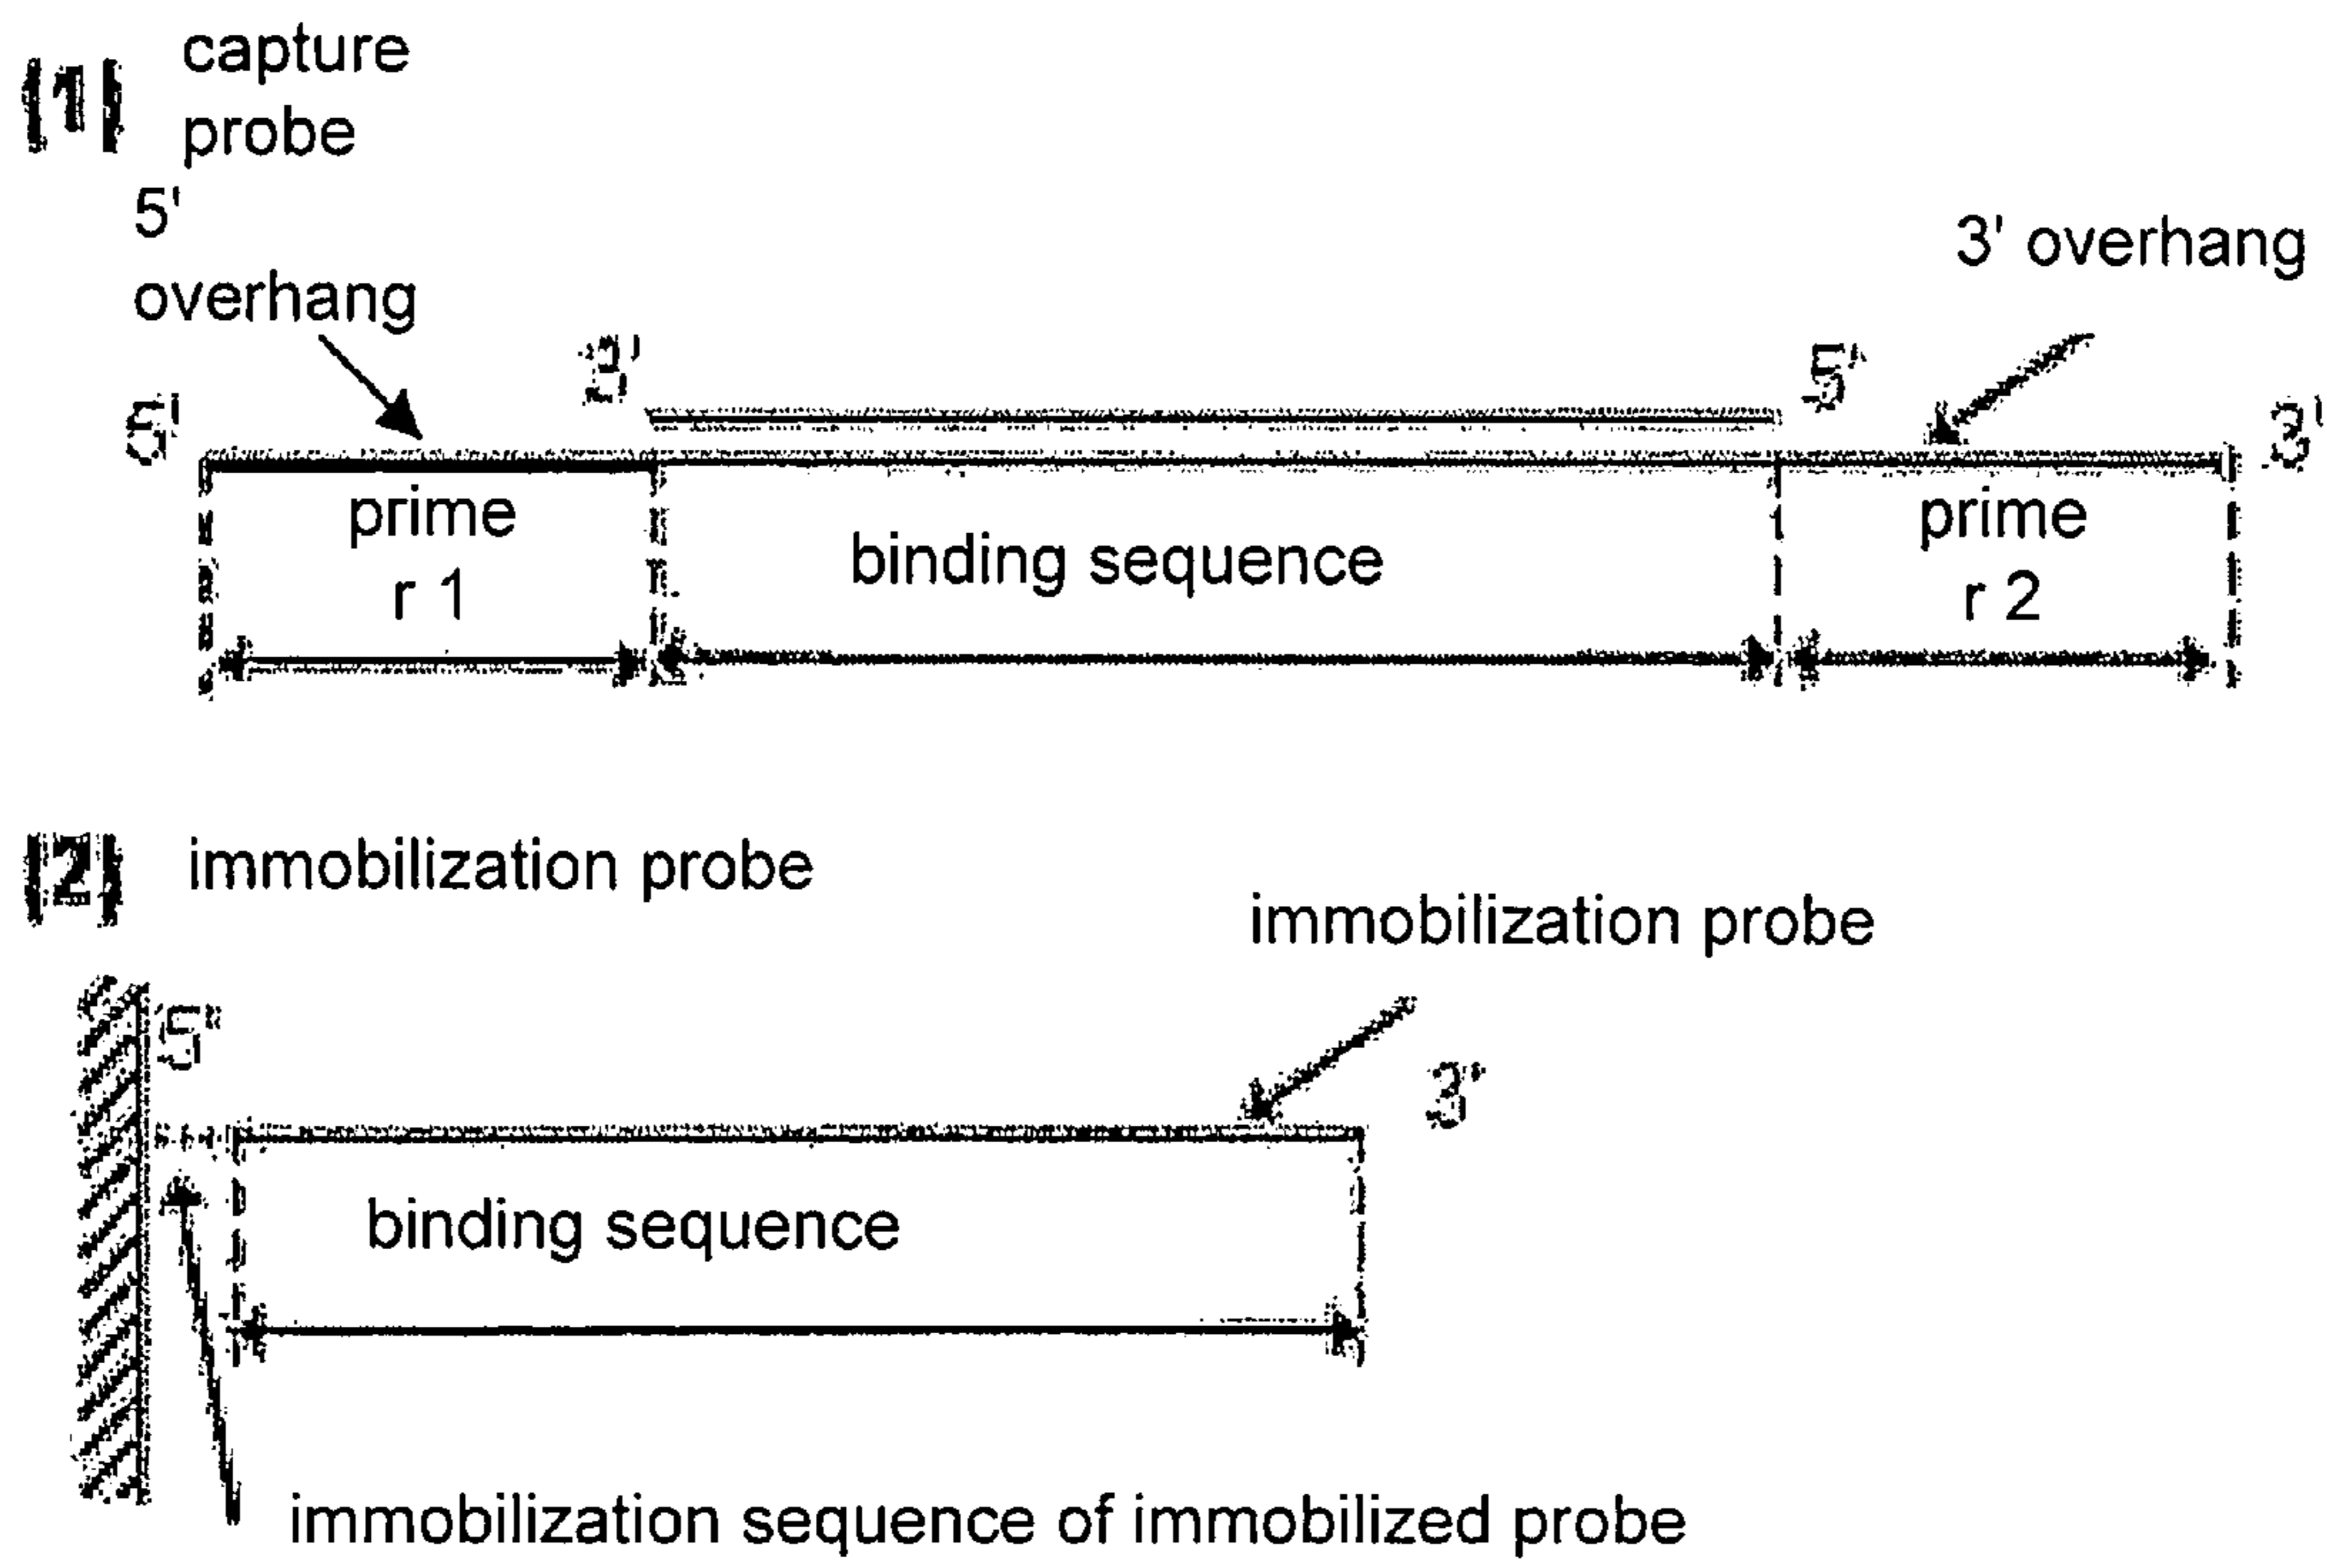 [1]
capture
probe
5'
overhang
3' overhang
3'
5'
5'
3'
prime
r 1
binding sequence
prime
r 2
[2]
immobilization probe
immobilization probe
5'
3'
binding sequence
immobilization sequence of immobilized probe